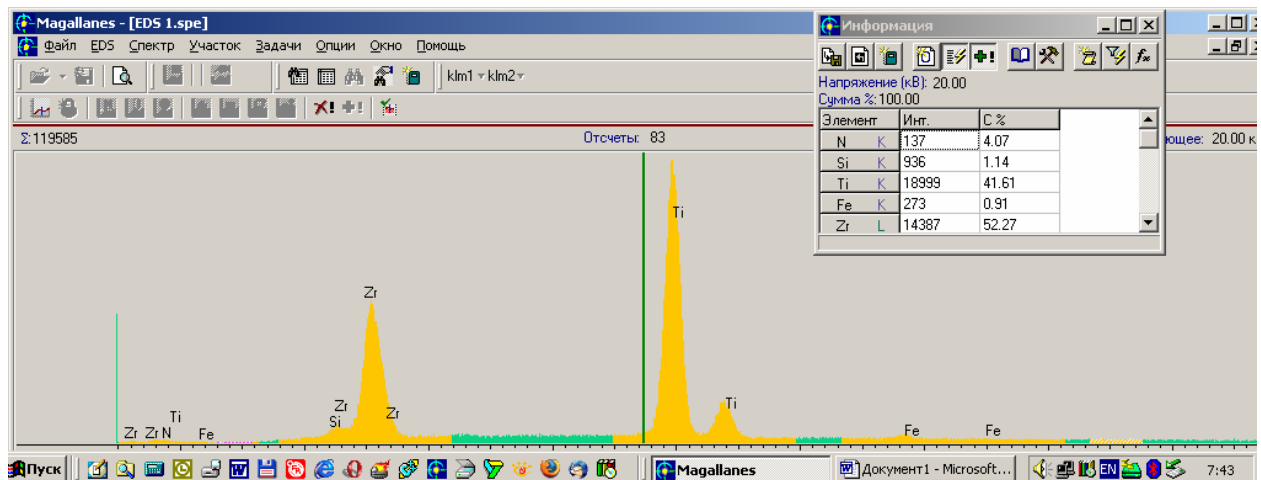 Magallanes - [EDS 1.spe]
Файл EDS Спектр Участок Задачи Опции Окно Помощь
klm1 klm2
Σ:119585 Отсчеты: 83 ющее: 20.00 к
Информация
Напряжение (кВ): 20.00
Сумма %:100.00
Элемент Инт. C %
N K 137 4.07
Si K 936 1.14
Ti K 18999 41.61
Fe K 273 0.91
Zr L 14387 52.27
Ti
Zr
Zr
Si
Zr
Ti
Ti
Zr Zr N Fe
Fe Fe
Пуск Magallanes Документ1 - Microsoft... EN 7:43